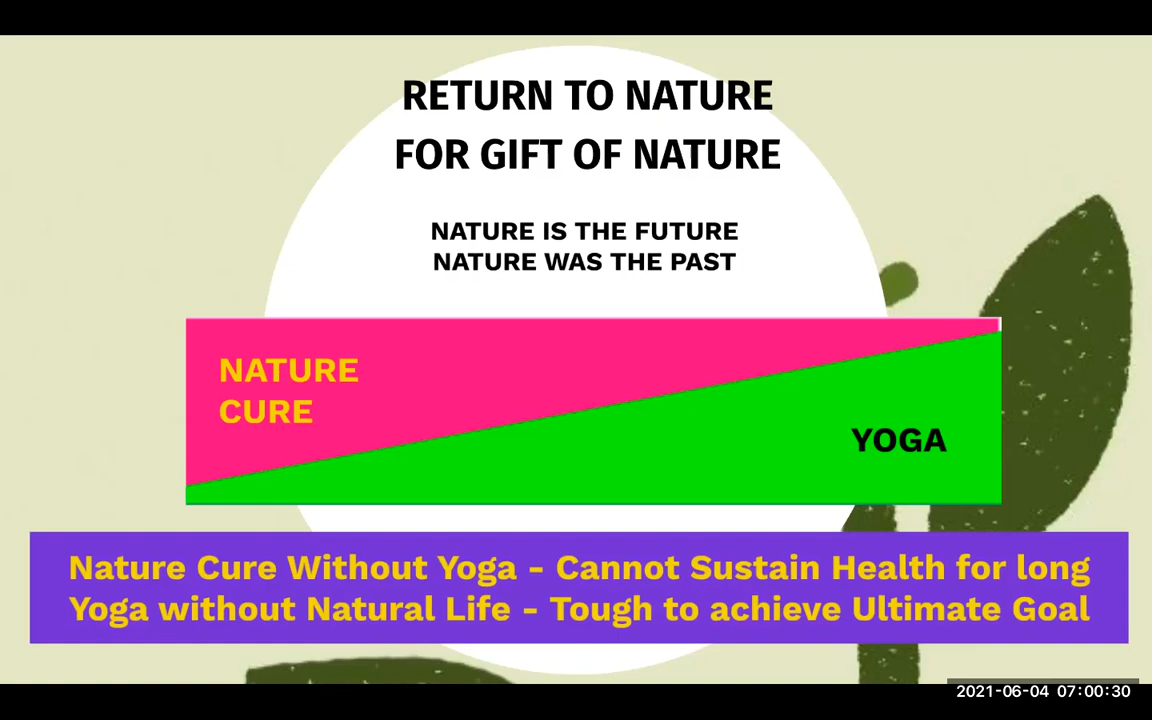 RETURN TO NATURE
FOR GIFT OF NATURE
NATURE IS THE FUTURE
NATURE WAS THE PAST
NATURE
CURE
YOGA
Nature Cure Without Yoga - Cannot Sustain Health for long
Yoga without Natural Life - Tough to achieve Ultimate Goal
2021-06-04 07:00:30